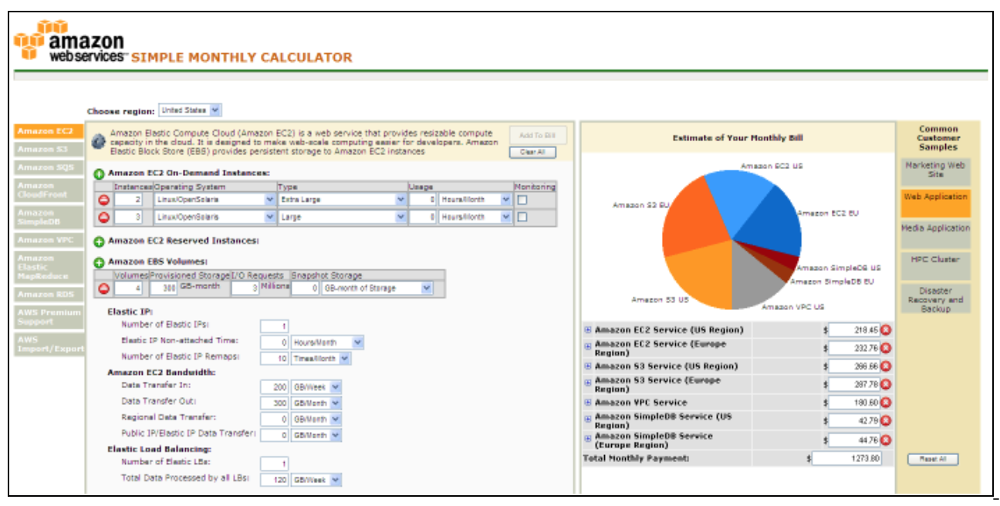 amazon
webservices™ SIMPLE MONTHLY CALCULATOR
Choose region: United States
Amazon EC2
Amazon S3
Amazon SQS
Amazon
CloudFront
Amazon
SimpleDB
Amazon VPC
Amazon
Elastic
MapReduce
Amazon RDS
AWS Premium
Support
AWS
Import/Export
Amazon Elastic Compute Cloud (Amazon EC2) is a web service that provides resizable compute
capacity in the cloud. It is designed to make web-scale computing easier for developers. Amazon
Elastic Block Store (EBS) provides persistent storage to Amazon EC2 instances
Add To Bill
Clear All
Amazon EC2 On-Demand Instances:
Instances Operating System Type Usage Monitoring
2 Linux/OpenSolaris Extra Large 0 Hours/Month
3 Linux/OpenSolaris Large 0 Hours/Month
Amazon EC2 Reserved Instances:
Amazon EBS Volumes:
Volumes Provisioned Storage I/O Requests Snapshot Storage
4 300 GB-month 3 Millions 0 GB-month of Storage
Elastic IP:
Number of Elastic IPs: 1
Elastic IP Non-attached Time: 0 Hours/Month
Number of Elastic IP Remaps: 10 Times/Month
Amazon EC2 Bandwidth:
Data Transfer In: 200 GB/Week
Data Transfer Out: 300 GB/Month
Regional Data Transfer: 0 GB/Month
Public IP/Elastic IP Data Transfer: 0 GB/Month
Elastic Load Balancing:
Number of Elastic LBs: 1
Total Data Processed by all LBs: 120 GB/Week
Estimate of Your Monthly Bill
Amazon EC2 US
Amazon S3 EU
Amazon EC2 EU
Amazon SimpleDB US
Amazon SimpleDB EU
Amazon S3 US
Amazon VPC US
Amazon EC2 Service (US Region) $ 218.45
Amazon EC2 Service (Europe
Region) $ 232.76
Amazon S3 Service (US Region) $ 266.66
Amazon S3 Service (Europe
Region) $ 287.78
Amazon VPC Service $ 180.60
Amazon SimpleDB Service (US
Region) $ 42.79
Amazon SimpleDB Service
(Europe Region) $ 44.76
Total Monthly Payment: $ 1273.80
Common
Customer
Samples
Marketing Web
Site
Web Application
Media Application
HPC Cluster
Disaster
Recovery and
Backup
Reset All